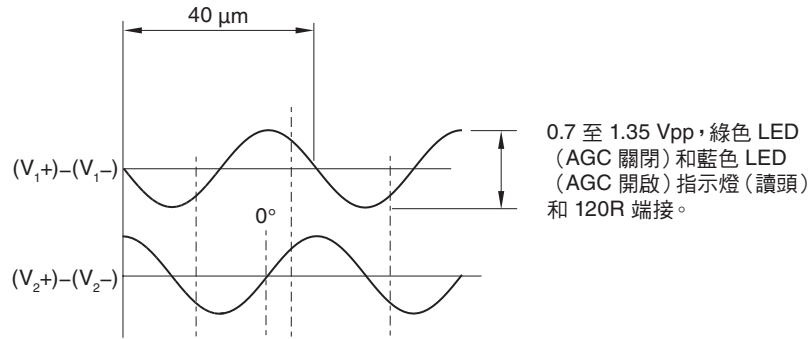 40 μm
0.7 至 1.35 Vpp，綠色 LED
（AGC 關閉）和藍色 LED
（AGC 開啟）指示燈（讀頭）
和 120R 端接。
(V₁+)–(V₁–)
0°
(V₂+)–(V₂–)